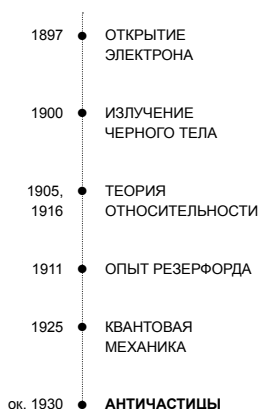 1897 ОТКРЫТИЕ
ЭЛЕКТРОНА
1900 ИЗЛУЧЕНИЕ
ЧЕРНОГО ТЕЛА
1905, ТЕОРИЯ
1916 ОТНОСИТЕЛЬНОСТИ
1911 ОПЫТ РЕЗЕРФОРДА
1925 КВАНТОВАЯ
МЕХАНИКА
ок. 1930 АНТИЧАСТИЦЫ